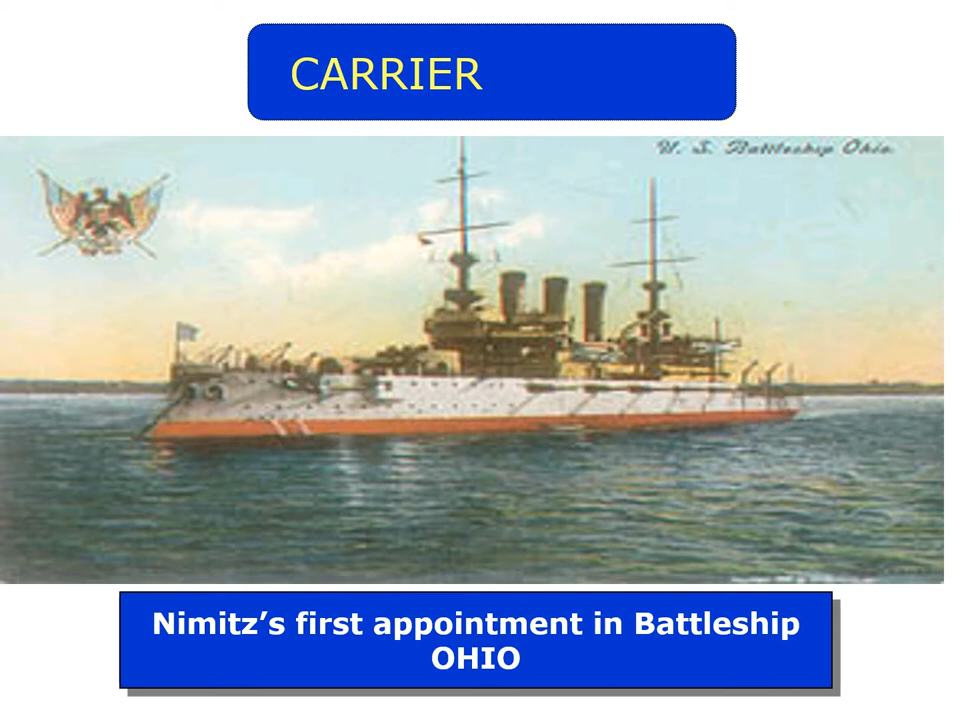 CARRIER
U. S. Battleship Ohio
Nimitz’s first appointment in Battleship
OHIO